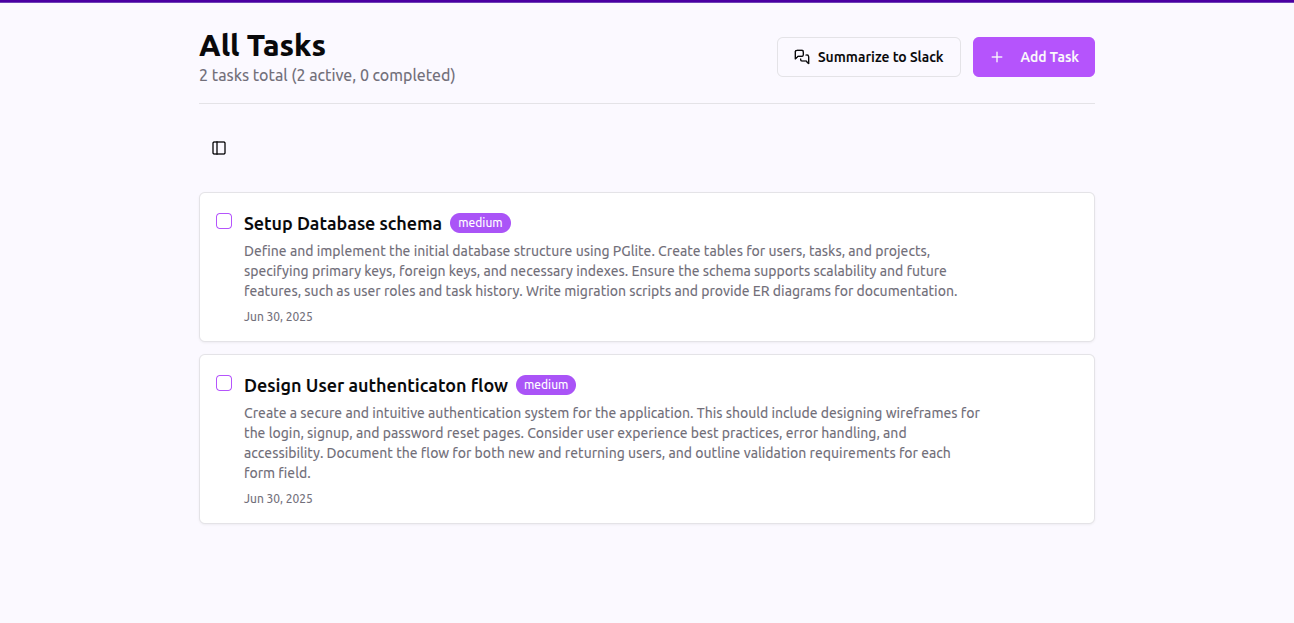 All Tasks
2 tasks total (2 active, 0 completed)
Summarize to Slack
Add Task
Setup Database schema medium
Define and implement the initial database structure using PGlite. Create tables for users, tasks, and projects,
specifying primary keys, foreign keys, and necessary indexes. Ensure the schema supports scalability and future
features, such as user roles and task history. Write migration scripts and provide ER diagrams for documentation.
Jun 30, 2025
Design User authenticaton flow medium
Create a secure and intuitive authentication system for the application. This should include designing wireframes for
the login, signup, and password reset pages. Consider user experience best practices, error handling, and
accessibility. Document the flow for both new and returning users, and outline validation requirements for each
form field.
Jun 30, 2025